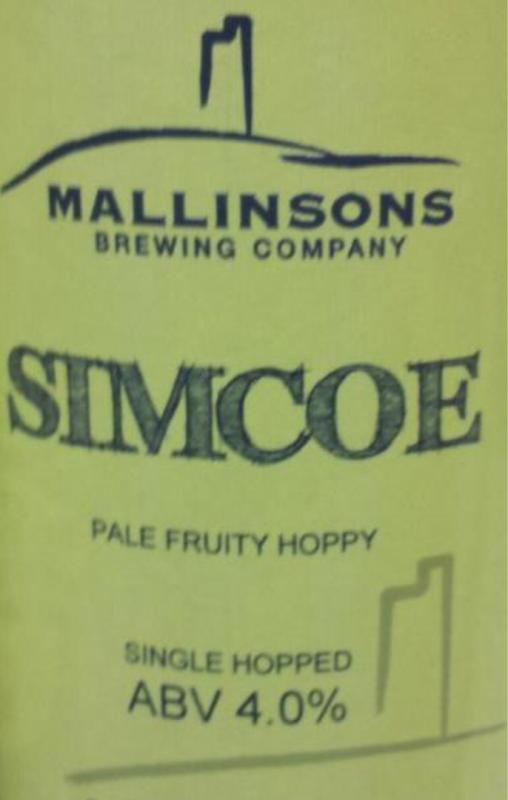 MALLINSONS
BREWING COMPANY
SIMCOE
PALE FRUITY HOPPY
SINGLE HOPPED
ABV 4.0%